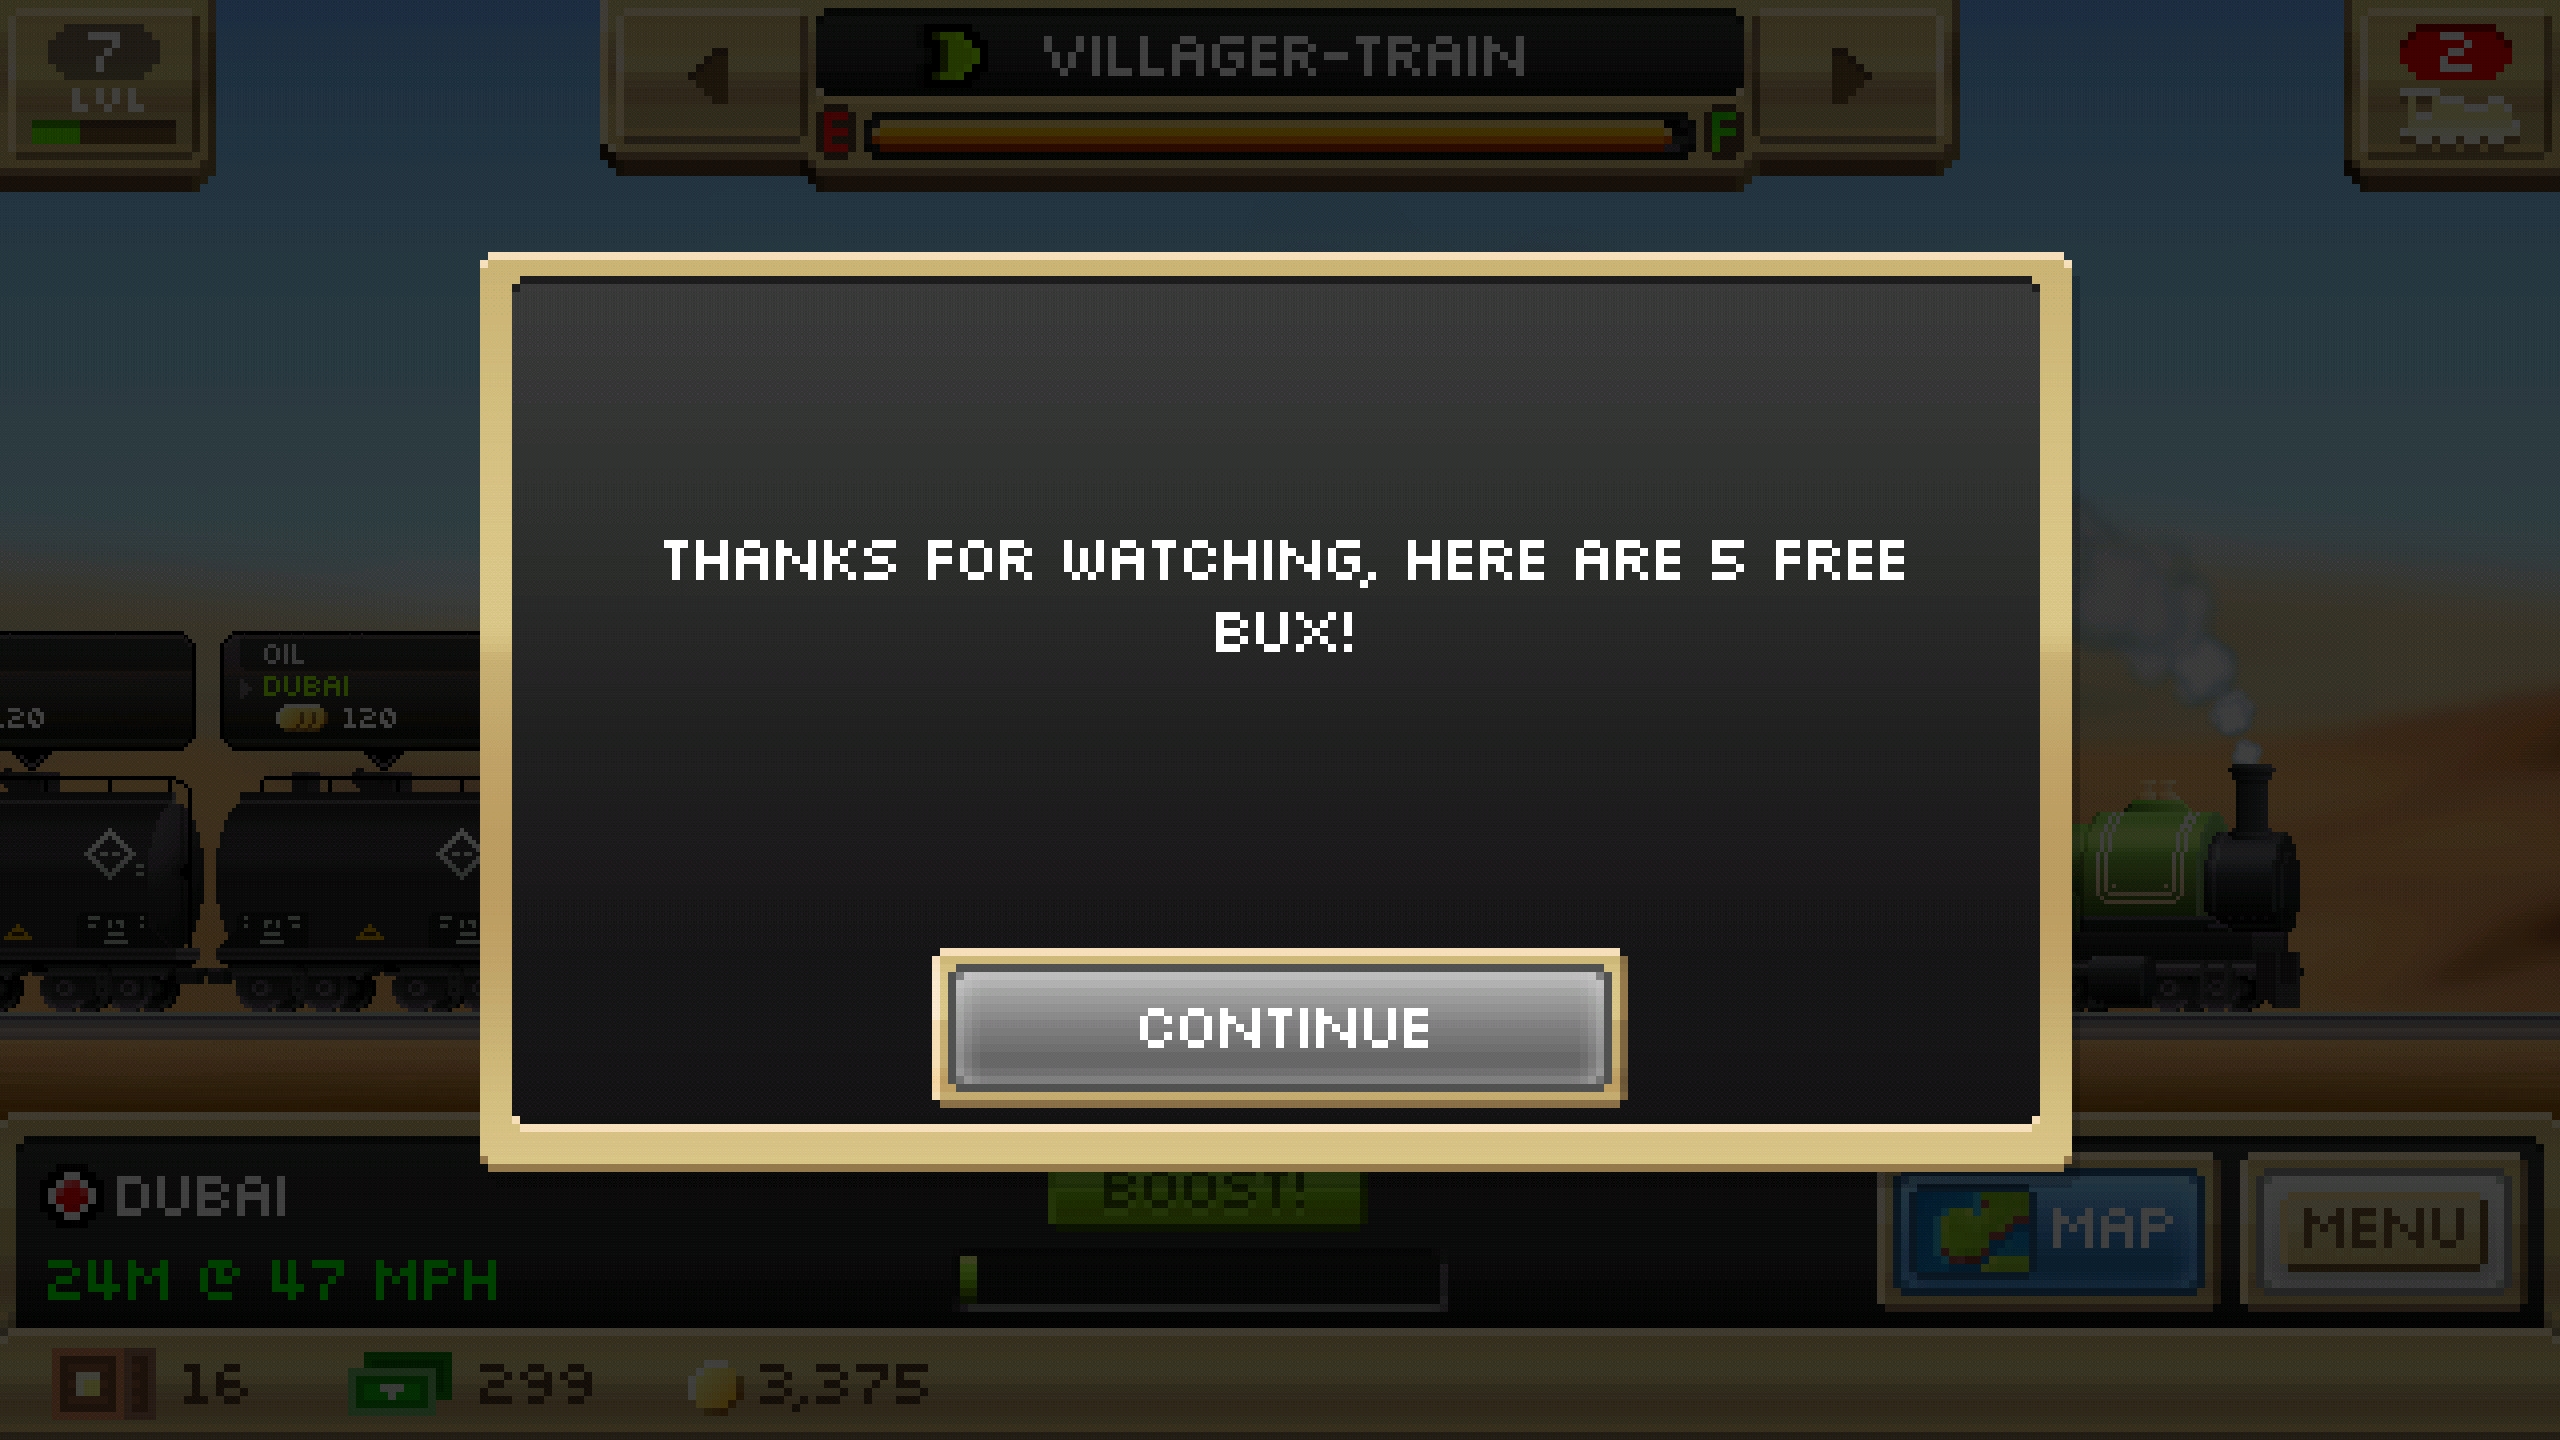 7
LVL
VILLAGER-TRAIN
E
F
2
THANKS FOR WATCHING, HERE ARE 5 FREE
BUX!
OIL
DUBAI
120
120
CONTINUE
DUBAI
24M @ 47 MPH
BOOST!
MAP
MENU
16
299
3,375